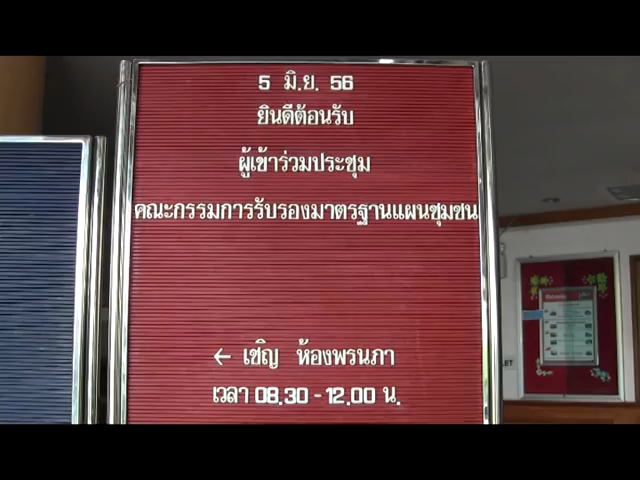 5 มิ.ย. 56
ยินดีต้อนรับ
ผู้เข้าร่วมประชุม
คณะกรรมการรับรองมาตรฐานแผนชุมชน
← เชิญ ห้องพรนภา
เวลา 08.30 - 12.00 น.